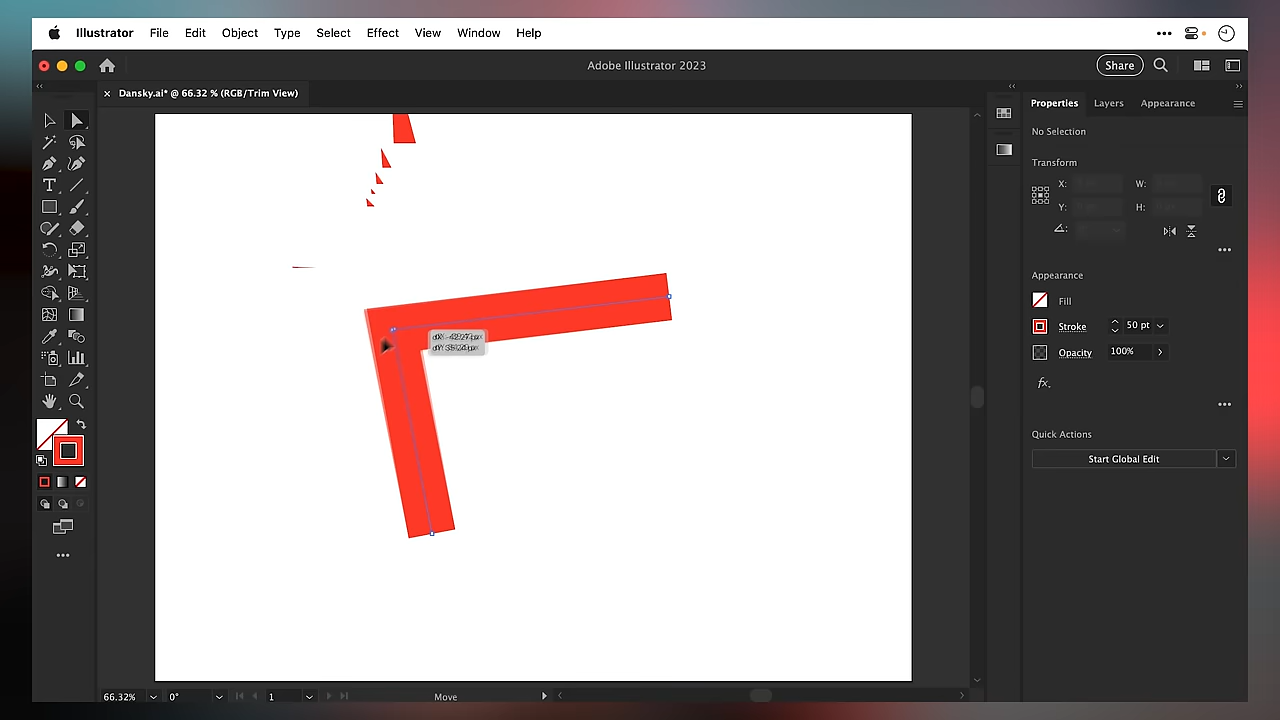 Illustrator File Edit Object Type Select Effect View Window Help
Adobe Illustrator 2023
Share
× Dansky.ai* @ 66.32 % (RGB/Trim View)
Properties Layers Appearance
No Selection
Transform
X: W:
Y: H:
Appearance
Fill
Stroke 50 pt
Opacity 100%
fx.
Quick Actions
Start Global Edit
66.32% 0° 1 Move